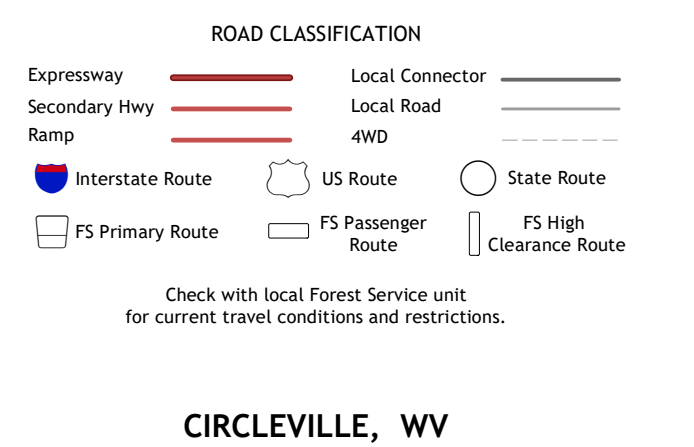 ROAD CLASSIFICATION
Expressway
Local Connector
Secondary Hwy
Local Road
Ramp
4WD
Interstate Route
US Route
State Route
FS Primary Route
FS Passenger
Route
FS High
Clearance Route
Check with local Forest Service unit
for current travel conditions and restrictions.
CIRCLEVILLE, WV